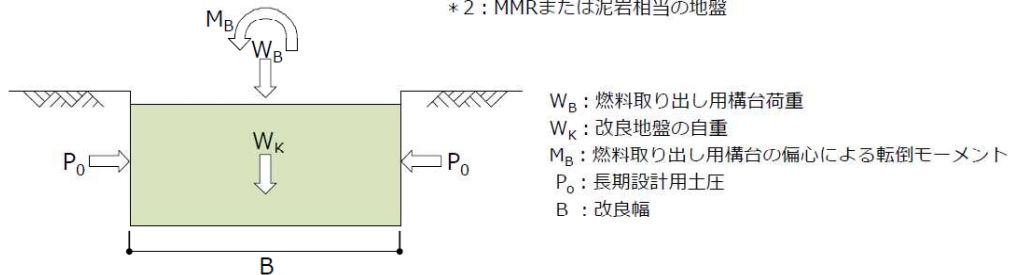 *2：MMRまたは泥岩相当の地盤
M_B
W_B
W_K
P_0
P_0
B
W_B：燃料取り出し用構台荷重
W_K：改良地盤の自重
M_B：燃料取り出し用構台の偏心による転倒モーメント
P_o：長期設計用土圧
B：改良幅